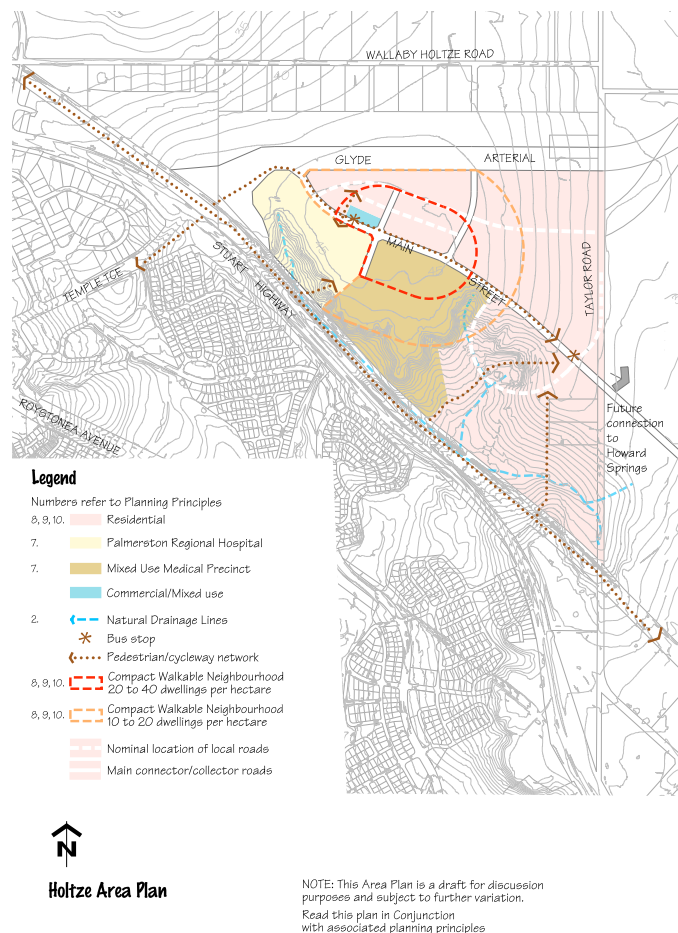 WALLABY HOLTZE ROAD
GLYDE
ARTERIAL
MAIN
STREET
TAYLOR ROAD
STUART
HIGHWAY
TEMPLE TCE
ROYSTONEA AVENUE
Future
connection
to
Howard
Springs
Legend
Numbers refer to Planning Principles
8, 9, 10. Residential
7. Palmerston Regional Hospital
7. Mixed Use Medical Precinct
Commercial/Mixed use
2. Natural Drainage Lines
Bus stop
Pedestrian/cycleway network
8, 9, 10. Compact Walkable Neighbourhood
20 to 40 dwellings per hectare
8, 9, 10. Compact Walkable Neighbourhood
10 to 20 dwellings per hectare
Nominal location of local roads
Main connector/collector roads
N
Holtze Area Plan
NOTE: This Area Plan is a draft for discussion
purposes and subject to further variation.
Read this plan in Conjunction
with associated planning principles